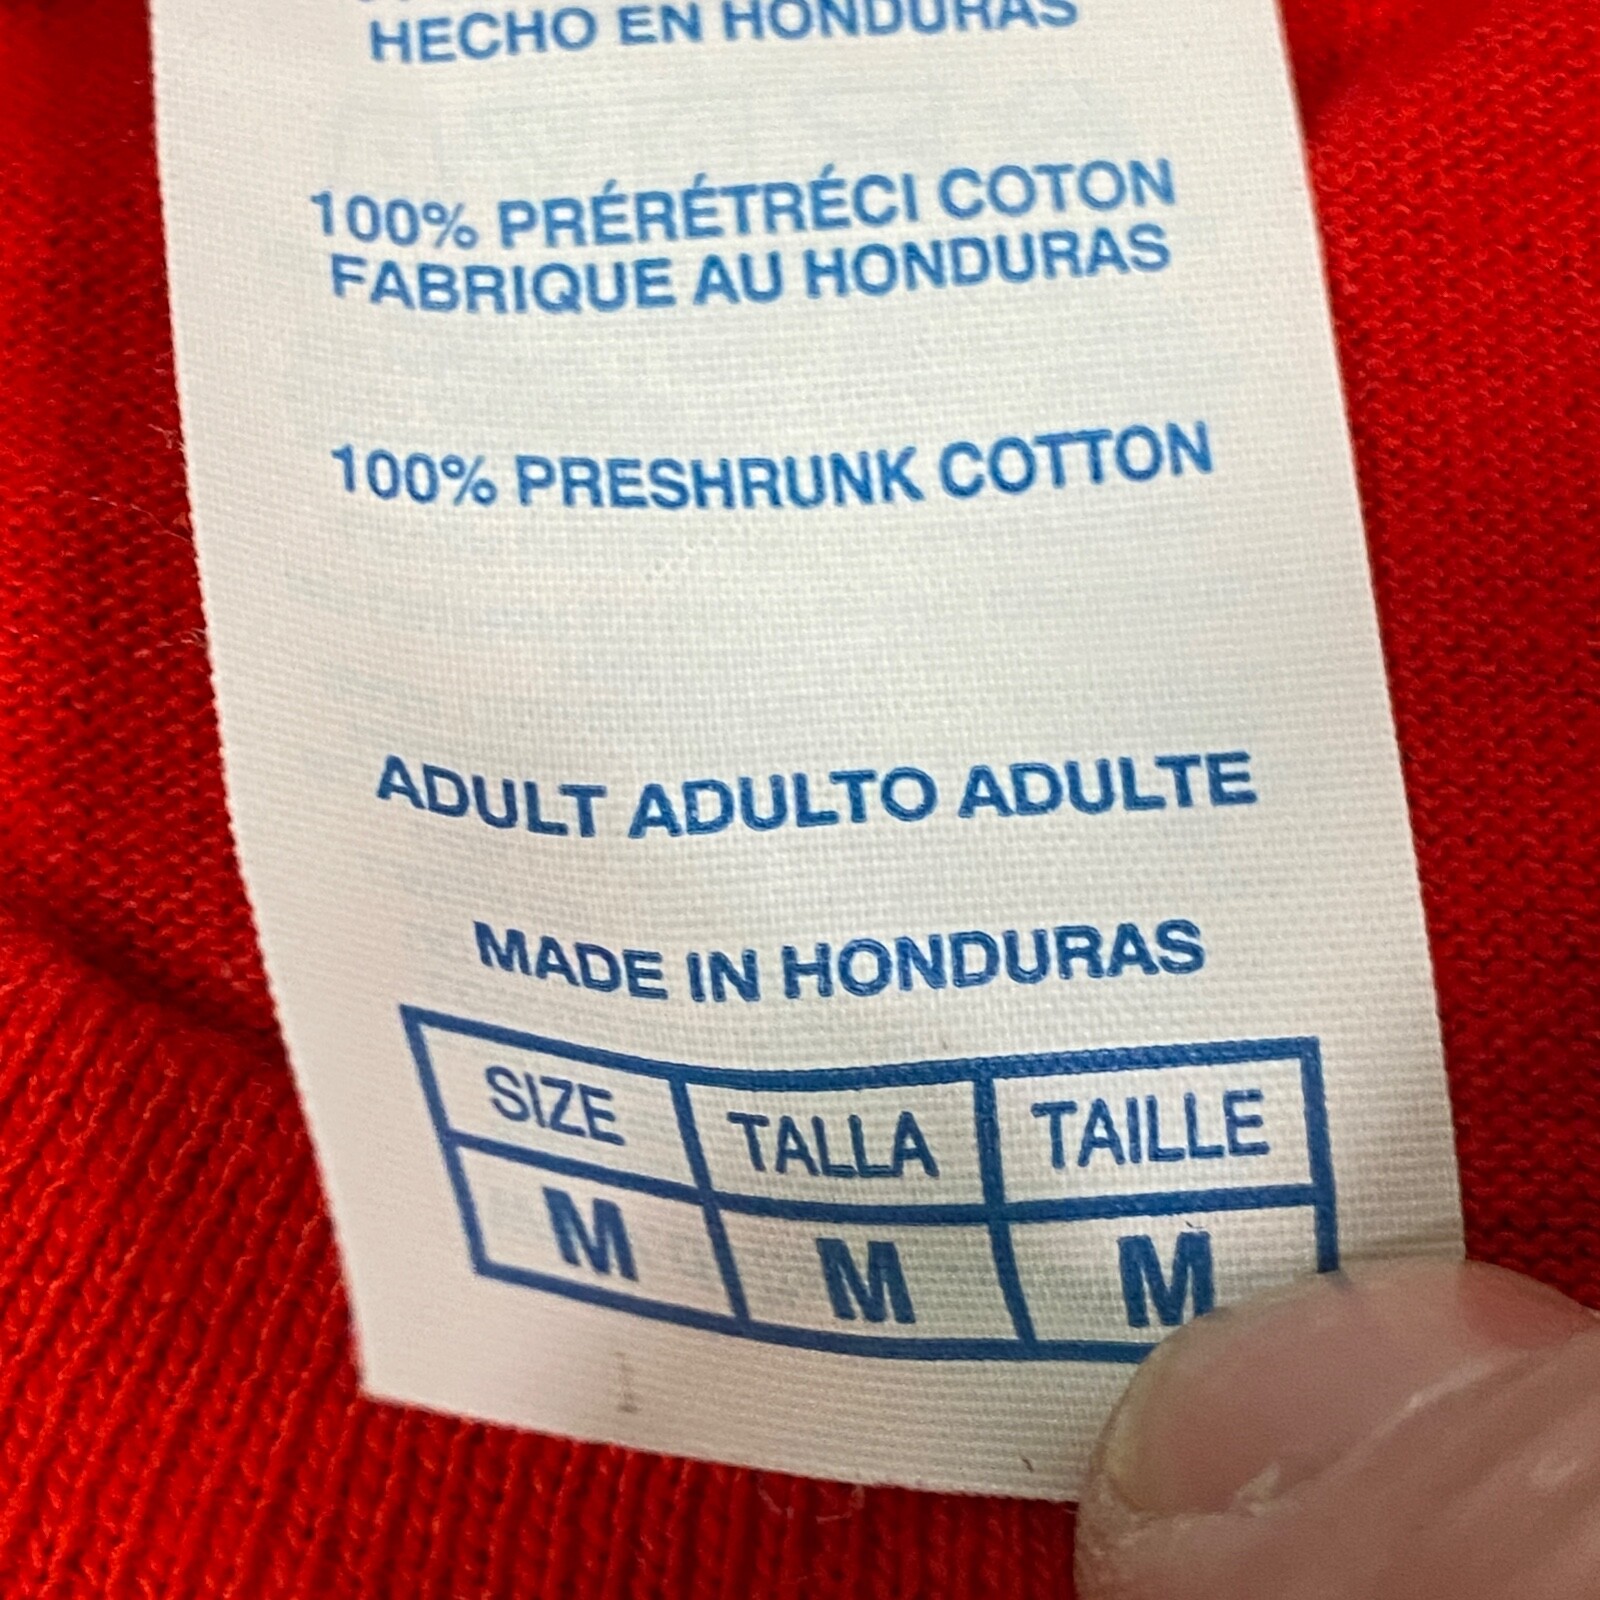 HECHO EN HONDURAS
100% PRÉRÉTRÉCI COTON
FABRIQUE AU HONDURAS
100% PRESHRUNK COTTON
ADULT ADULTO ADULTE
MADE IN HONDURAS
SIZE TALLA TAILLE
M M M